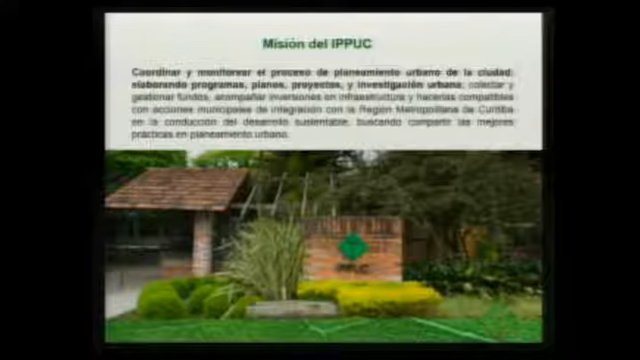 Misión del IPPUC
Coordinar y monitorear el proceso de planeamiento urbano de la ciudad;
elaborando programas, planos, proyectos, y investigación urbana; colectar y
gestionar fundos, acompañar inversiones en infraestructura y hacerlas compatibles
con acciones municipales de integración con la Región Metropolitana de Curitiba
en la conducción del desarrollo sustentable, buscando compartir las mejores
prácticas en planeamiento urbano.
IPPUC